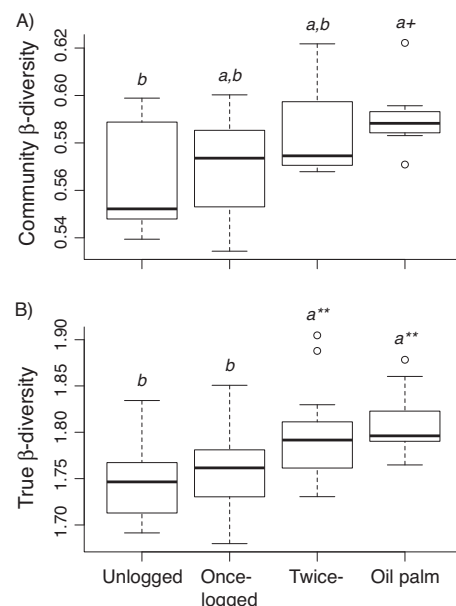 A)
Community β-diversity
0.54 0.56 0.58 0.60 0.62
b
a,b
a,b
a+
B)
True β-diversity
1.70 1.75 1.80 1.85 1.90
b
b
a**
a**
Unlogged Once- Twice- Oil palm
logged